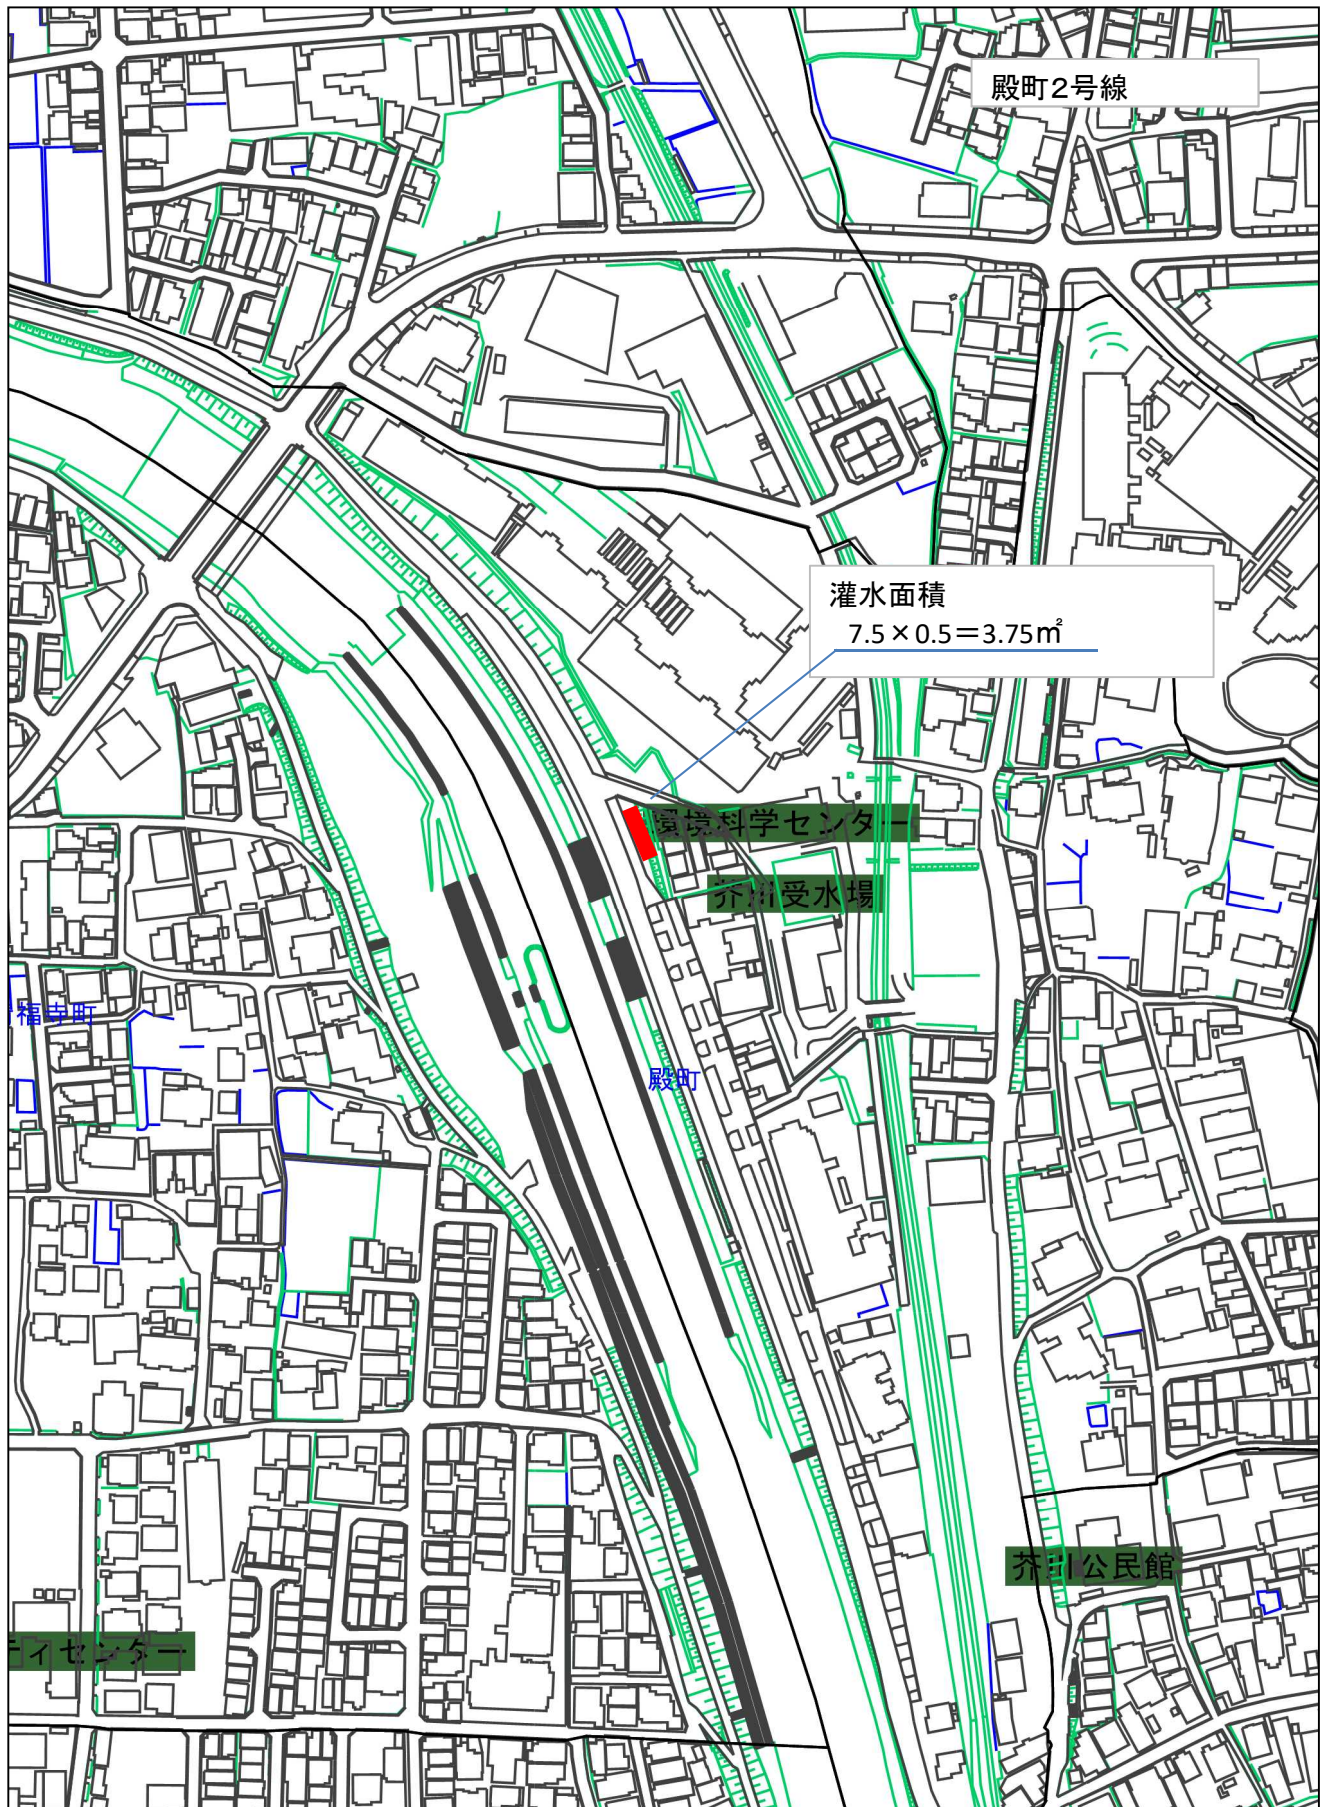 殿町2号線
灌水面積
7.5×0.5＝3.75㎡
環境科学センター
芥川受水場
福寺町
殿町
芥川公民館
ティセンター